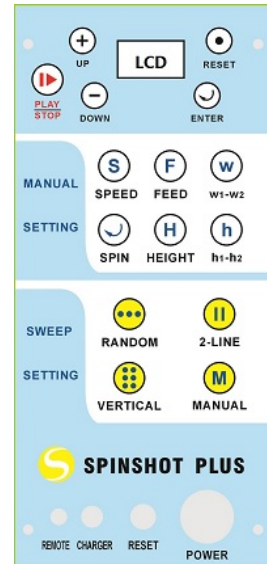 LCD
UP RESET
PLAY
STOP
DOWN ENTER
S F w
MANUAL SPEED FEED w1-w2
H h
SETTING SPIN HEIGHT h1-h2
SWEEP RANDOM 2-LINE
M
SETTING VERTICAL MANUAL
S SPINSHOT PLUS
REMOTE CHARGER RESET POWER